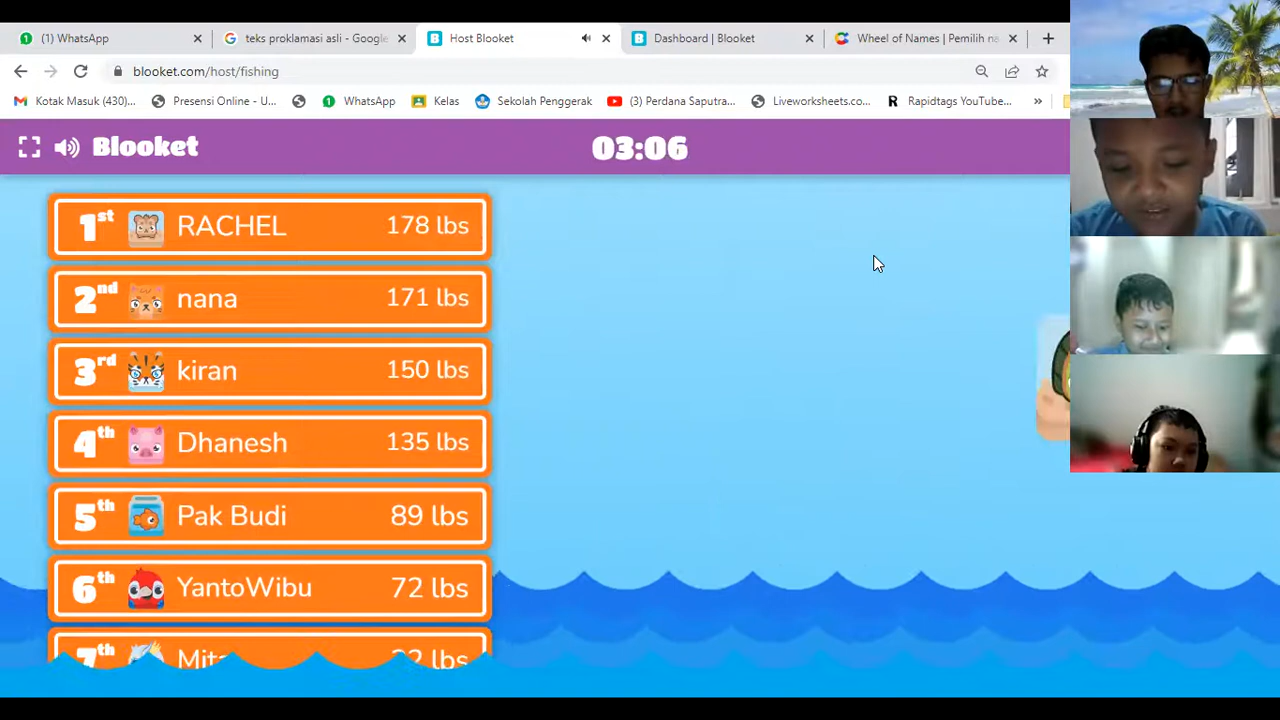 (1) WhatsApp
teks proklamasi asli - Google
Host Blooket
Dashboard | Blooket
Wheel of Names | Pemilih na
blooket.com/host/fishing
Kotak Masuk (430)...
Presensi Online - U...
WhatsApp
Kelas
Sekolah Penggerak
(3) Perdana Saputra...
Liveworksheets.co...
Rapidtags YouTube...
Blooket
03:06
1st RACHEL 178 lbs
2nd nana 171 lbs
3rd kiran 150 lbs
4th Dhanesh 135 lbs
5th Pak Budi 89 lbs
6th YantoWibu 72 lbs
7th lbs